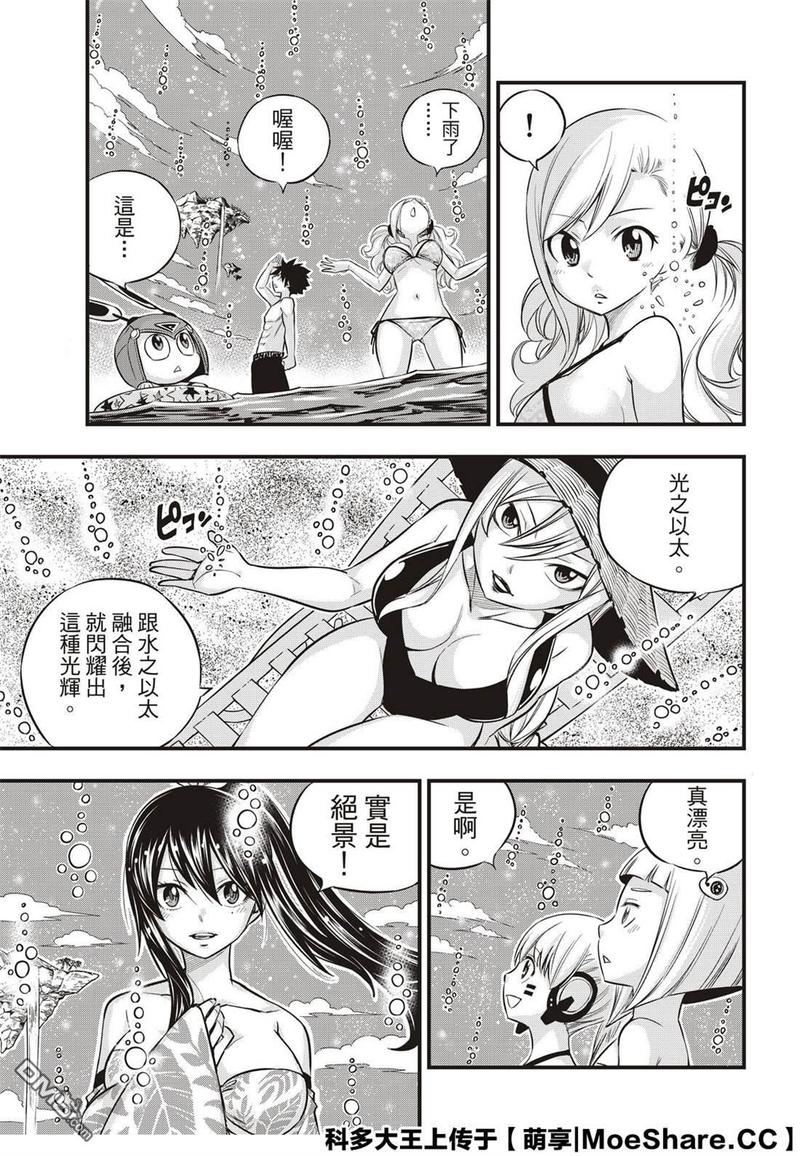 ！
ピコン
下雨了
……
喔喔！
這是…
光之以太。
ピコン
跟水之以太
融合後，
就閃耀出
這種光輝。
真漂亮。
是啊。
實是
絕景！
科多大王上传于【萌享|MoeShare.CC】